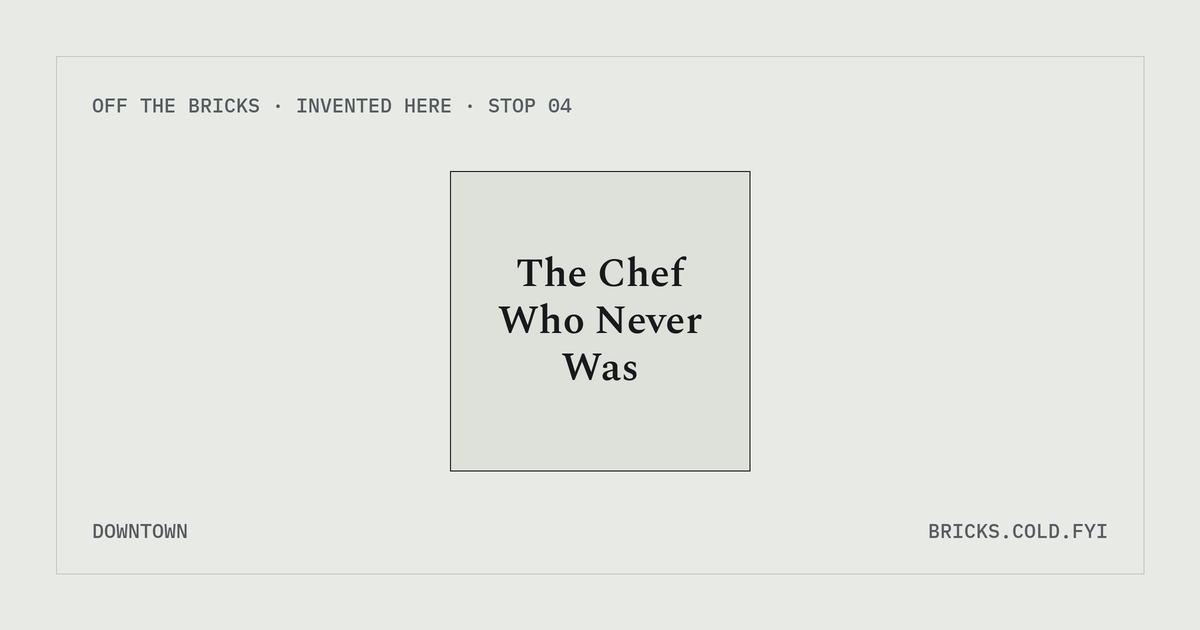 OFF THE BRICKS · INVENTED HERE · STOP 04
The Chef
Who Never
Was
DOWNTOWN
BRICKS.COLD.FYI